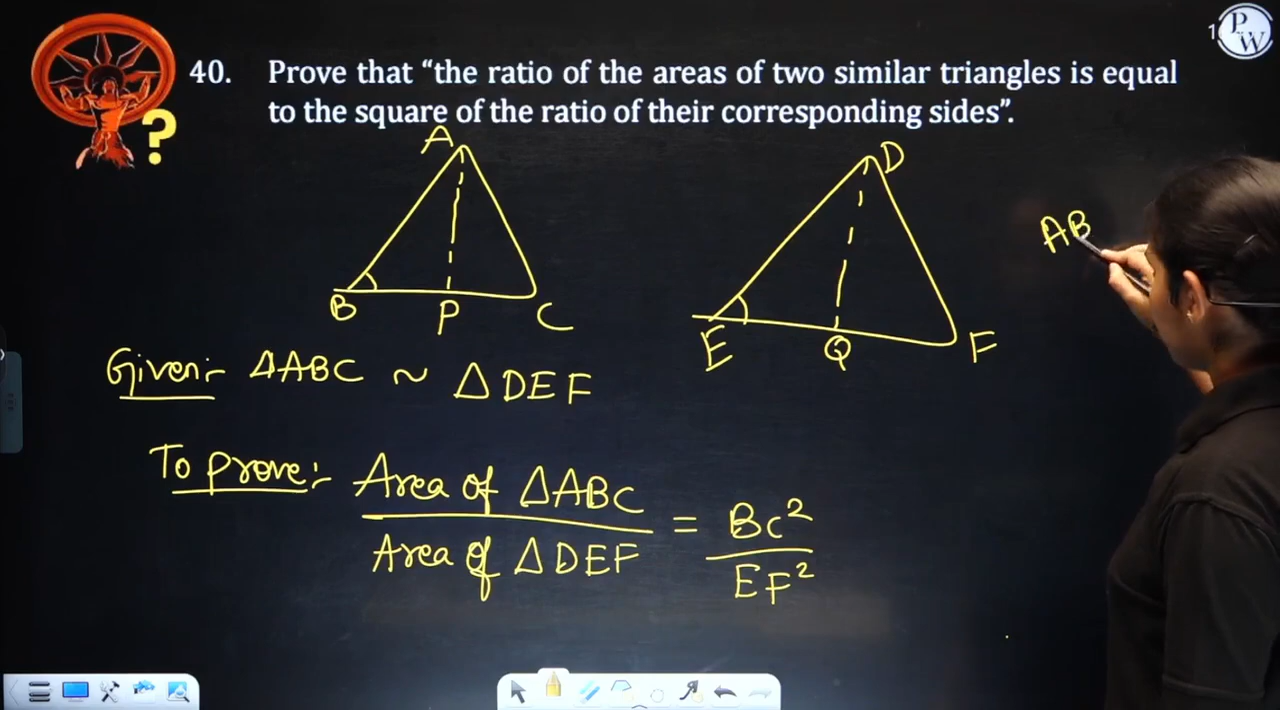 40. Prove that “the ratio of the areas of two similar triangles is equal
to the square of the ratio of their corresponding sides”.
PW
1
?
A
D
AB
B
P
C
E
Q
F
Given:- ΔABC ~ ΔDEF
To prove:- Area of ΔABC
Area of ΔDEF
= BC²
EF²